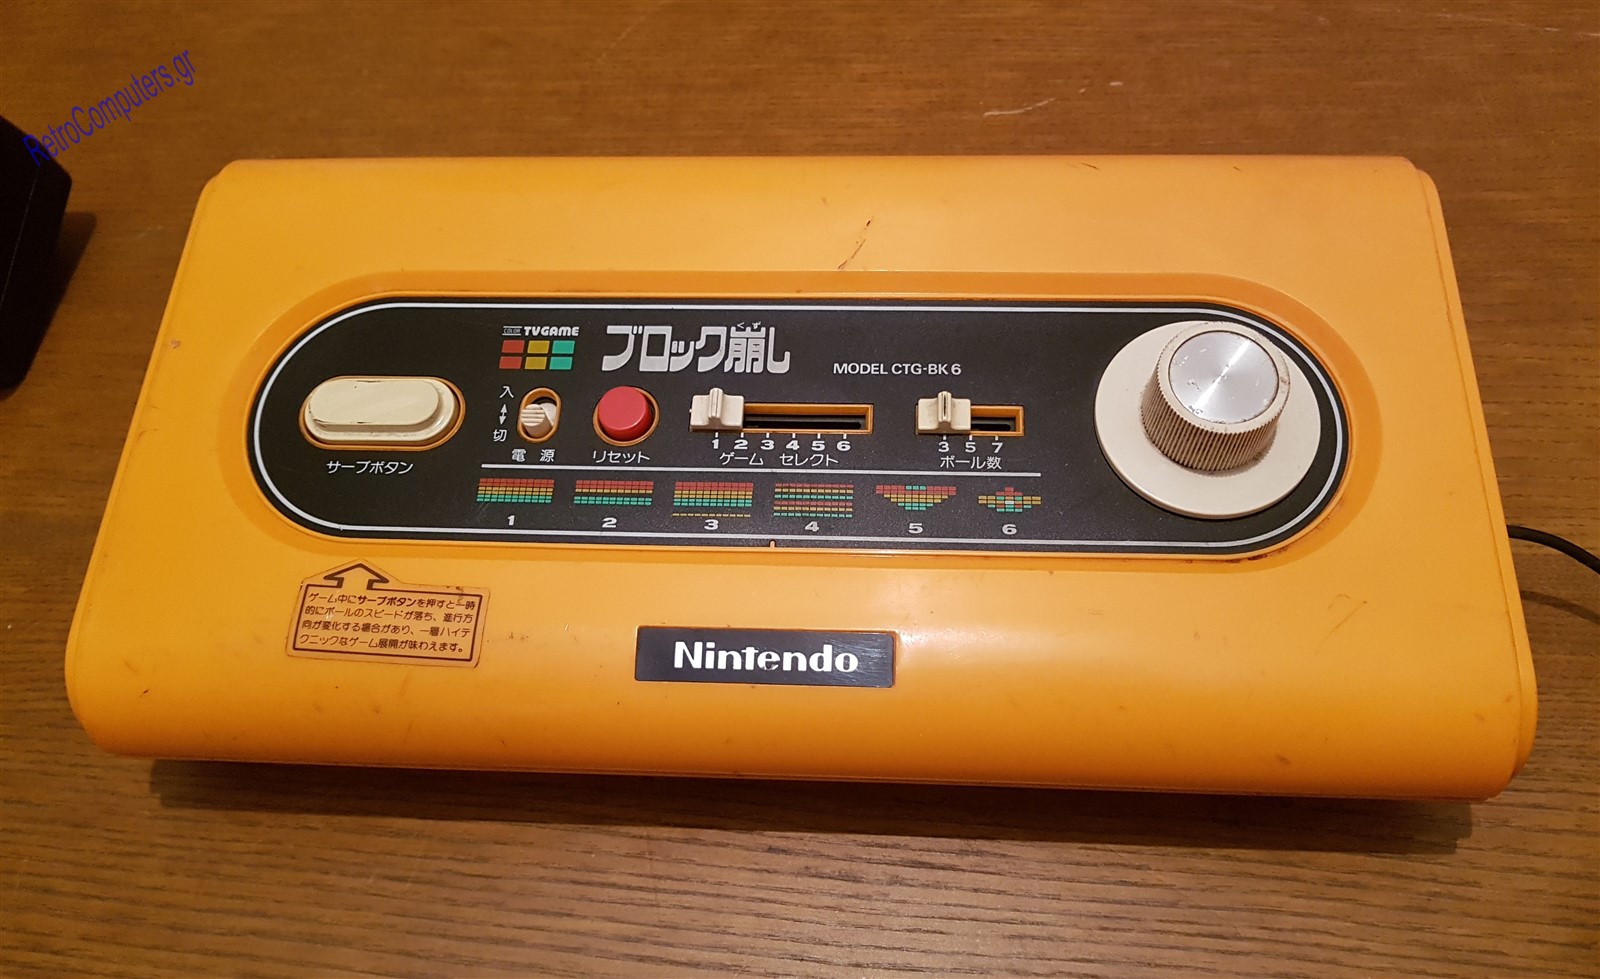 RetroComputers.gr
COLOR TVGAME
くず
ブロック崩し
MODEL CTG-BK 6
入
切
電源
リセット
1 2 3 4 5 6
ゲーム セレクト
3 5 7
ボール数
サーブボタン
1 2 3 4 5 6
ゲーム中にサーブボタンを押すと一時
的にボールのスピードが落ち、進行方
向が変化する場合があり、一層ハイテ
クニックなゲーム展開が味わえます。
Nintendo